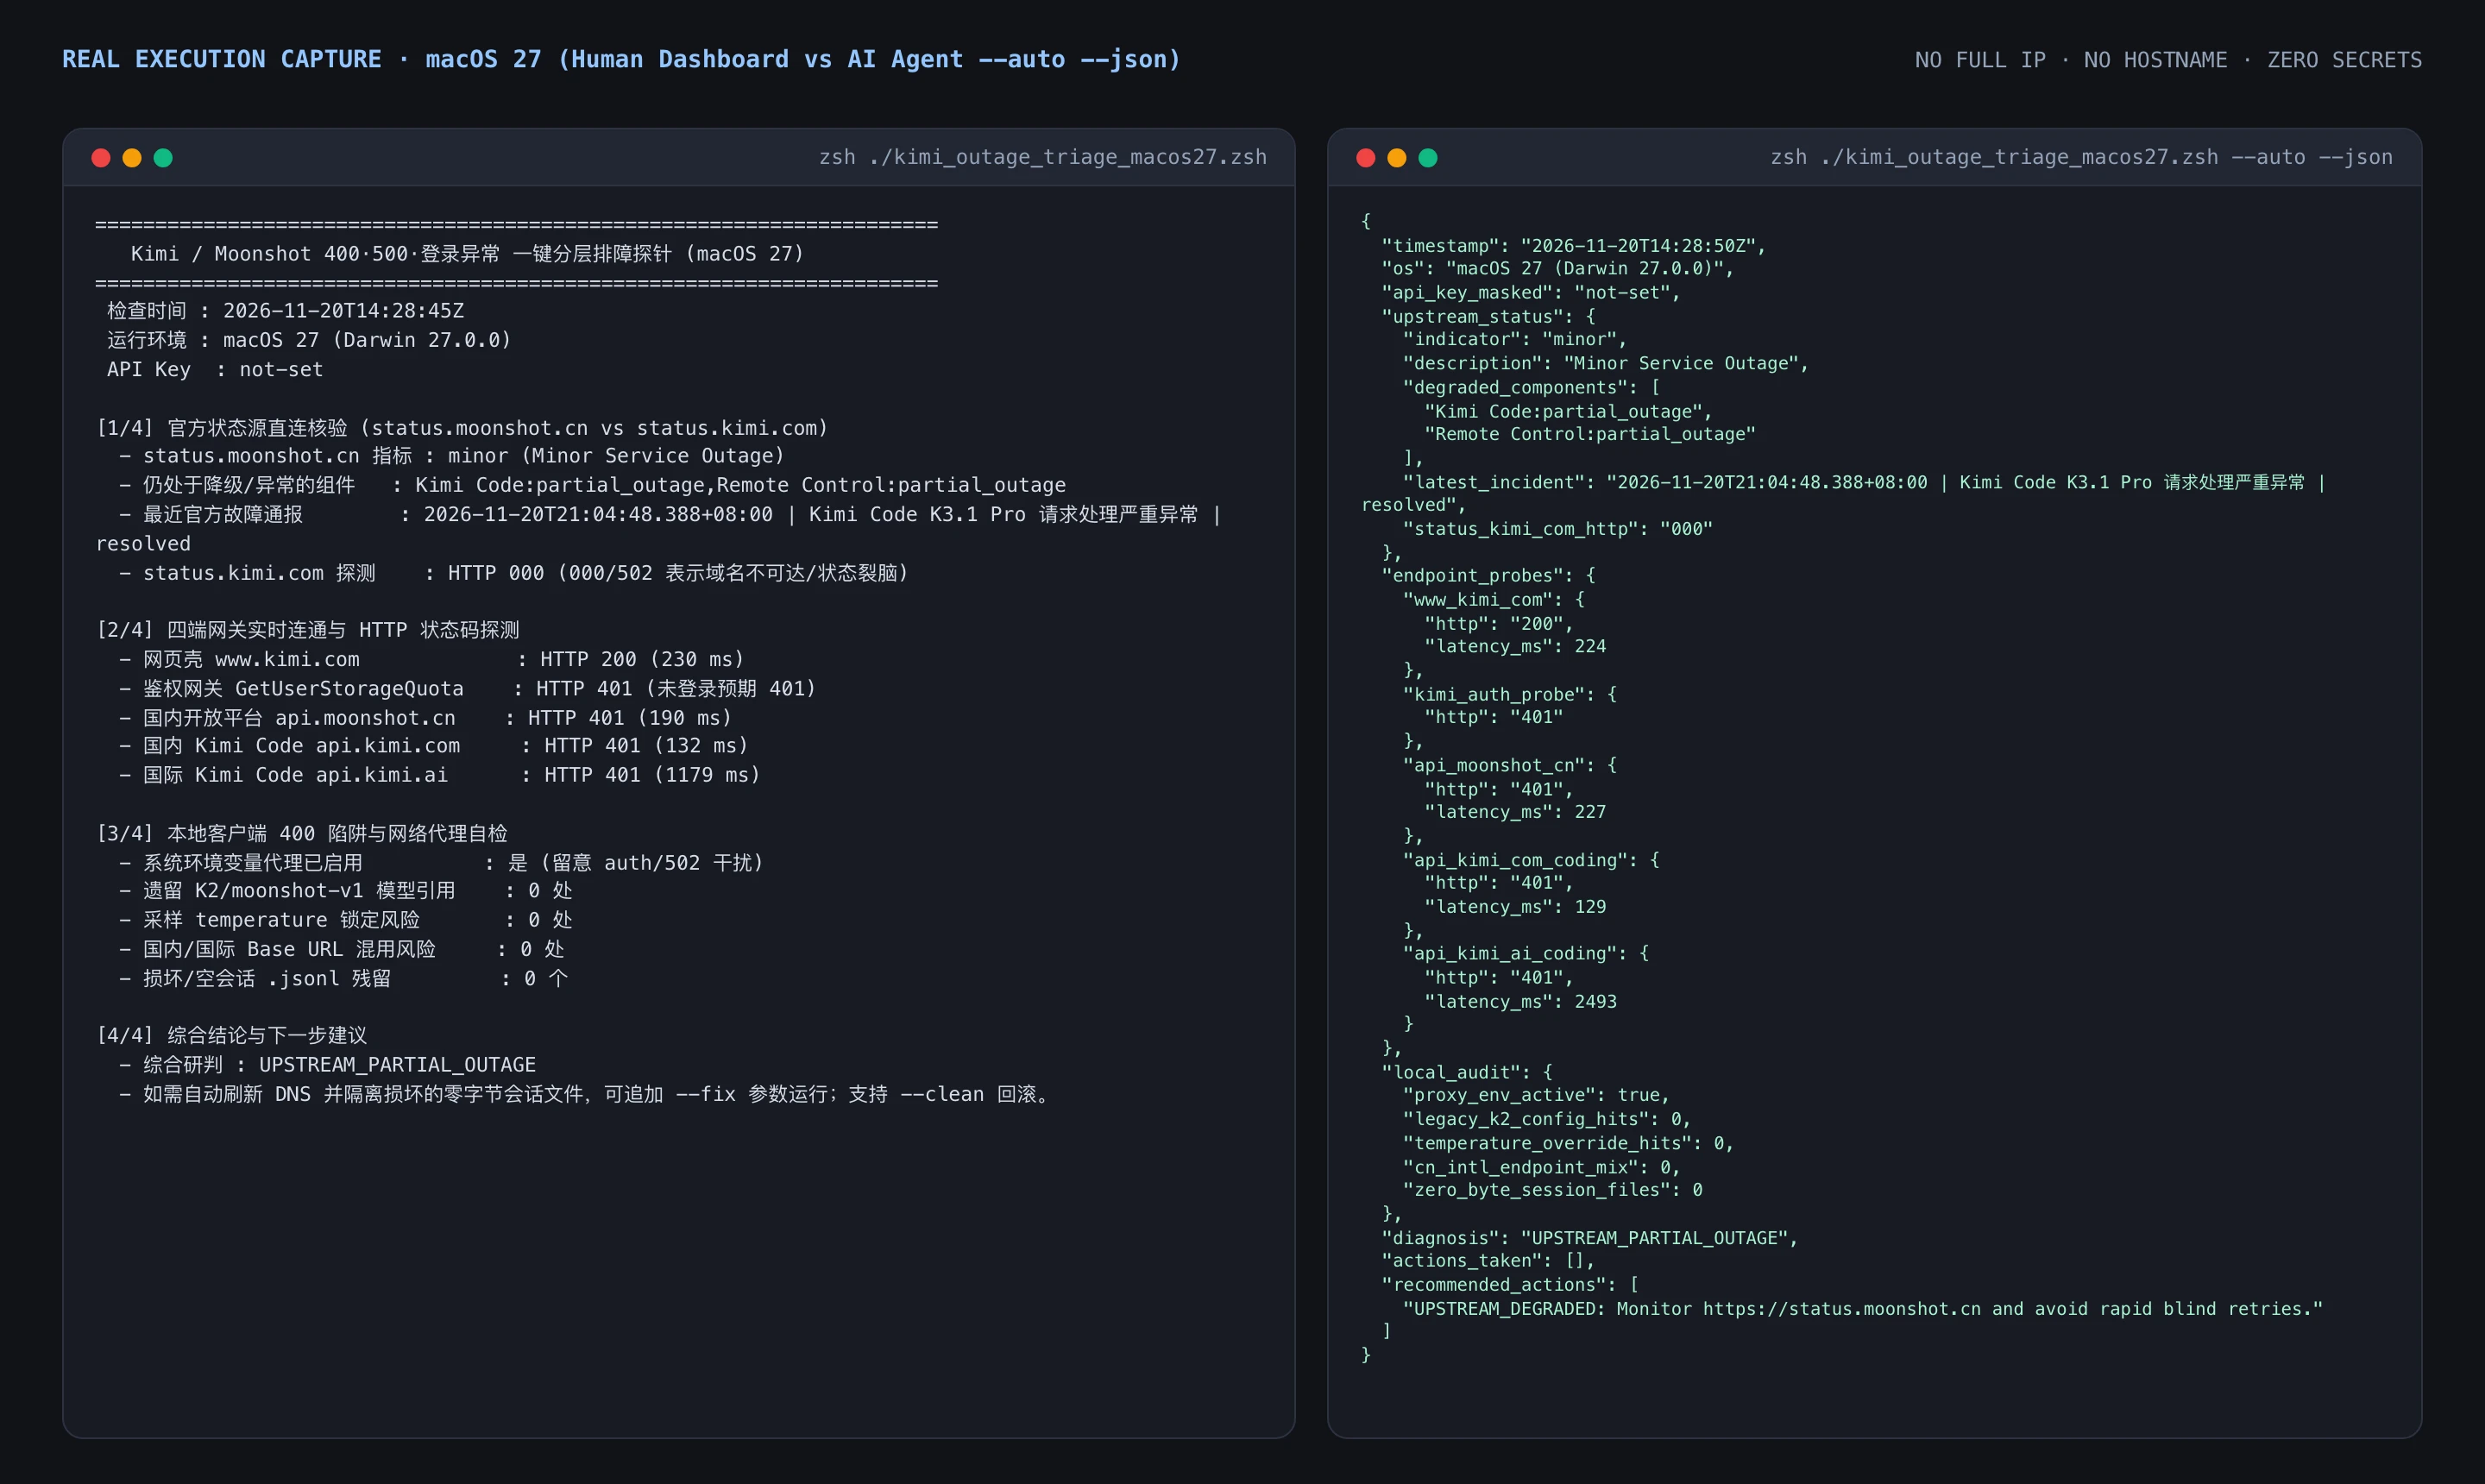 REAL EXECUTION CAPTURE · macOS 27 (Human Dashboard vs AI Agent --auto --json)
NO FULL IP · NO HOSTNAME · ZERO SECRETS
zsh ./kimi_outage_triage_macos27.zsh
======================================================================
Kimi / Moonshot 400·500·登录异常 一键分层排障探针 (macOS 27)
======================================================================
检查时间 : 2026-11-20T14:28:45Z
运行环境 : macOS 27 (Darwin 27.0.0)
API Key : not-set
[1/4] 官方状态源直连核验 (status.moonshot.cn vs status.kimi.com)
- status.moonshot.cn 指标 : minor (Minor Service Outage)
- 仍处于降级/异常的组件 : Kimi Code:partial_outage,Remote Control:partial_outage
- 最近官方故障通报 : 2026-11-20T21:04:48.388+08:00 | Kimi Code K3.1 Pro 请求处理严重异常 |
resolved
- status.kimi.com 探测 : HTTP 000 (000/502 表示域名不可达/状态裂脑)
[2/4] 四端网关实时连通与 HTTP 状态码探测
- 网页壳 www.kimi.com : HTTP 200 (230 ms)
- 鉴权网关 GetUserStorageQuota : HTTP 401 (未登录预期 401)
- 国内开放平台 api.moonshot.cn : HTTP 401 (190 ms)
- 国内 Kimi Code api.kimi.com : HTTP 401 (132 ms)
- 国际 Kimi Code api.kimi.ai : HTTP 401 (1179 ms)
[3/4] 本地客户端 400 陷阱与网络代理自检
- 系统环境变量代理已启用 : 是 (留意 auth/502 干扰)
- 遗留 K2/moonshot-v1 模型引用 : 0 处
- 采样 temperature 锁定风险 : 0 处
- 国内/国际 Base URL 混用风险 : 0 处
- 损坏/空会话 .jsonl 残留 : 0 个
[4/4] 综合结论与下一步建议
- 综合研判 : UPSTREAM_PARTIAL_OUTAGE
- 如需自动刷新 DNS 并隔离损坏的零字节会话文件，可追加 --fix 参数运行；支持 --clean 回滚。
zsh ./kimi_outage_triage_macos27.zsh --auto --json
{
"timestamp": "2026-11-20T14:28:50Z",
"os": "macOS 27 (Darwin 27.0.0)",
"api_key_masked": "not-set",
"upstream_status": {
"indicator": "minor",
"description": "Minor Service Outage",
"degraded_components": [
"Kimi Code:partial_outage",
"Remote Control:partial_outage"
],
"latest_incident": "2026-11-20T21:04:48.388+08:00 | Kimi Code K3.1 Pro 请求处理严重异常 |
resolved",
"status_kimi_com_http": "000"
},
"endpoint_probes": {
"www_kimi_com": {
"http": "200",
"latency_ms": 224
},
"kimi_auth_probe": {
"http": "401"
},
"api_moonshot_cn": {
"http": "401",
"latency_ms": 227
},
"api_kimi_com_coding": {
"http": "401",
"latency_ms": 129
},
"api_kimi_ai_coding": {
"http": "401",
"latency_ms": 2493
}
},
"local_audit": {
"proxy_env_active": true,
"legacy_k2_config_hits": 0,
"temperature_override_hits": 0,
"cn_intl_endpoint_mix": 0,
"zero_byte_session_files": 0
},
"diagnosis": "UPSTREAM_PARTIAL_OUTAGE",
"actions_taken": [],
"recommended_actions": [
"UPSTREAM_DEGRADED: Monitor https://status.moonshot.cn and avoid rapid blind retries."
]
}